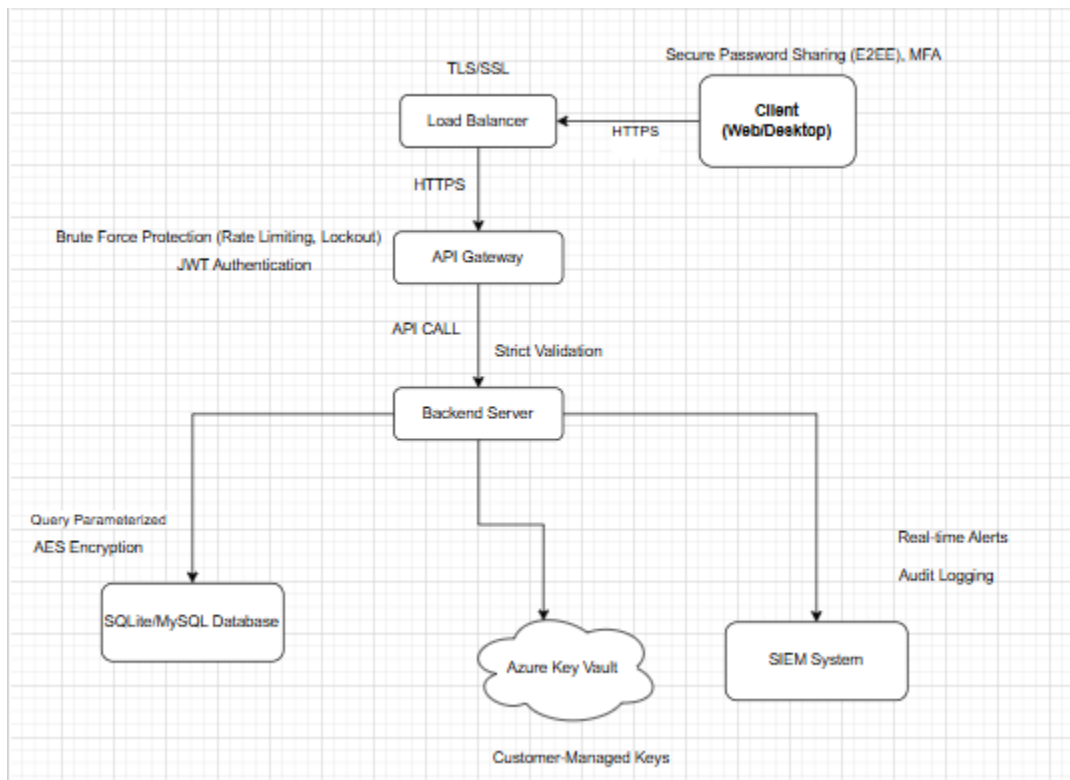 Secure Password Sharing (E2EE), MFA
TLS/SSL
Client
(Web/Desktop)
Load Balancer
HTTPS
HTTPS
Brute Force Protection (Rate Limiting, Lockout)
JWT Authentication
API Gateway
API CALL
Strict Validation
Backend Server
Query Parameterized
AES Encryption
Real-time Alerts
Audit Logging
SQLite/MySQL Database
Azure Key Vault
SIEM System
Customer-Managed Keys